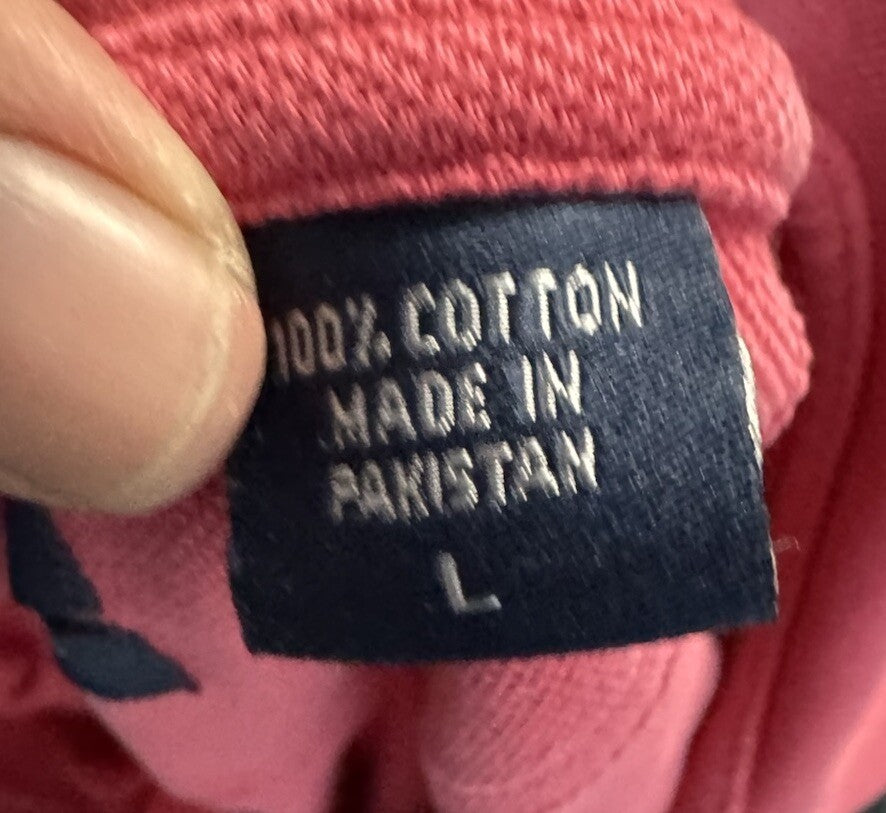 100% COTTON
MADE IN
PAKISTAN
L